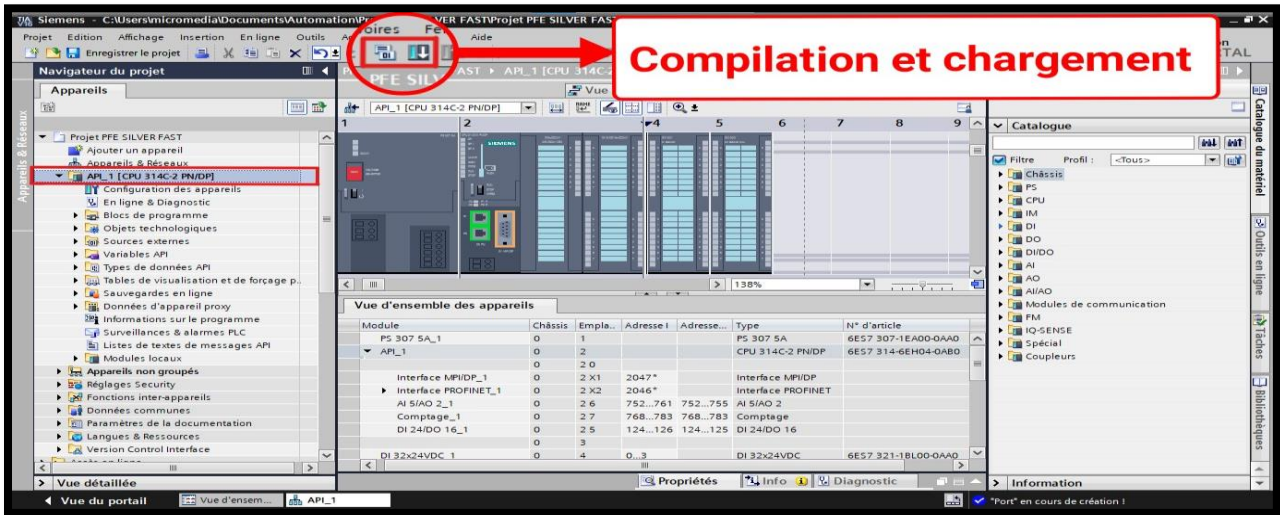 Siemens - C:\Users\micromedia\Documents\Automation\
VER FAST\Projet PFE SILVER FAS
Projet Edition Affichage Insertion En ligne Outils
Aide
Enregistrer le projet
Compilation et chargement
Navigateur du projet
Appareils
API_1 [CPU 314C-2 PN/DP]
1 2 4 5 6 7 8 9
SIEMENS
138%
Projet PFE SILVER FAST
Ajouter un appareil
Appareils & Réseaux
API_1 [CPU 314C-2 PN/DP]
Configuration des appareils
En ligne & Diagnostic
Blocs de programme
Objets technologiques
Sources externes
Variables API
Types de données API
Tables de visualisation et de forçage p..
Sauvegardes en ligne
Données d'appareil proxy
Informations sur le programme
Surveillances & alarmes PLC
Listes de textes de messages API
Modules locaux
Appareils non groupés
Réglages Security
Fonctions inter-appareils
Données communes
Paramètres de la documentation
Langues & Ressources
Version Control Interface
Vue détaillée
Appareils & Réseaux
Vue d'ensemble des appareils
Module Châssis Empla.. Adresse I Adresse... Type N° d'article
PS 307 5A_1 0 1 PS 307 5A 6ES7 307-1EA00-0AA0
API_1 0 2 CPU 314C-2 PN/DP 6ES7 314-6EH04-0AB0
0 2 0
Interface MPI/DP_1 0 2 X1 2047* Interface MPI/DP
Interface PROFINET_1 0 2 X2 2046* Interface PROFINET
AI 5/AO 2_1 0 2 6 752...761 752...755 AI 5/AO 2
Comptage_1 0 2 7 768...783 768...783 Comptage
DI 24/DO 16_1 0 2 5 124...126 124...125 DI 24/DO 16
0 3
DI 32x24VDC_1 0 4 0...3 DI 32x24VDC 6ES7 321-1BL00-0AA0
Propriétés Info Diagnostic
Catalogue
Filtre Profil : <Tous>
Châssis
PS
CPU
IM
DI
DO
DI/DO
AI
AO
AI/AO
Modules de communication
FM
IQ-SENSE
Spécial
Coupleurs
Information
Catalogue du matériel
Outils en ligne
Tâches
Bibliothèques
Vue du portail
Vue d'ensem...
API_1
"Port" en cours de création !